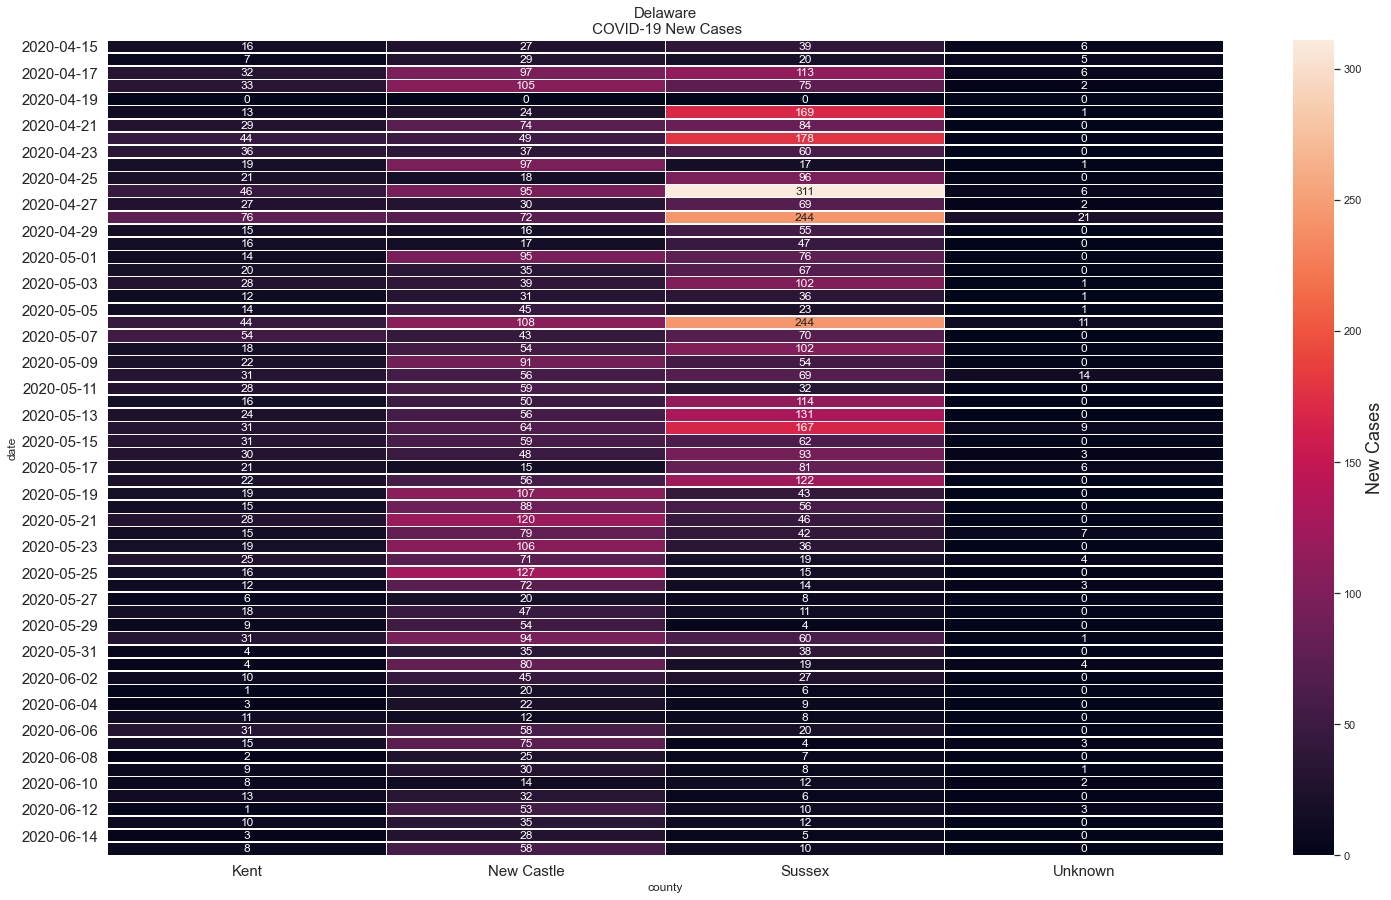 Delaware
COVID-19 New Cases
2020-04-15 16 27 39 6
7 29 20 5
2020-04-17 32 97 113 6
33 105 75 2
2020-04-19 0 0 0 0
13 24 169 1
2020-04-21 29 74 84 0
44 49 178 0
2020-04-23 36 37 60 0
19 97 17 1
2020-04-25 21 18 96 0
46 95 311 6
2020-04-27 27 30 69 2
76 72 244 21
2020-04-29 15 16 55 0
16 17 47 0
2020-05-01 14 95 76 0
20 35 67 0
2020-05-03 28 39 102 1
12 31 36 1
2020-05-05 14 45 23 1
44 108 244 11
2020-05-07 54 43 70 0
18 54 102 0
2020-05-09 22 91 54 0
31 56 69 14
2020-05-11 28 59 32 0
16 50 114 0
2020-05-13 24 56 131 0
31 64 167 9
2020-05-15 31 59 62 0
30 48 93 3
2020-05-17 21 15 81 6
22 56 122 0
2020-05-19 19 107 43 0
15 88 56 0
2020-05-21 28 120 46 0
15 79 42 7
2020-05-23 19 106 36 0
25 71 19 4
2020-05-25 16 127 15 0
12 72 14 3
2020-05-27 6 20 8 0
18 47 11 0
2020-05-29 9 54 4 0
31 94 60 1
2020-05-31 4 35 38 0
4 80 19 4
2020-06-02 10 45 27 0
1 20 6 0
2020-06-04 3 22 9 0
11 12 8 0
2020-06-06 31 58 20 0
15 75 4 3
2020-06-08 2 25 7 0
9 30 8 1
2020-06-10 8 14 12 2
13 32 6 0
2020-06-12 1 53 10 3
10 35 12 0
2020-06-14 3 28 5 0
8 58 10 0
Kent New Castle Sussex Unknown
county
date
300
250
200
150
100
50
0
New Cases